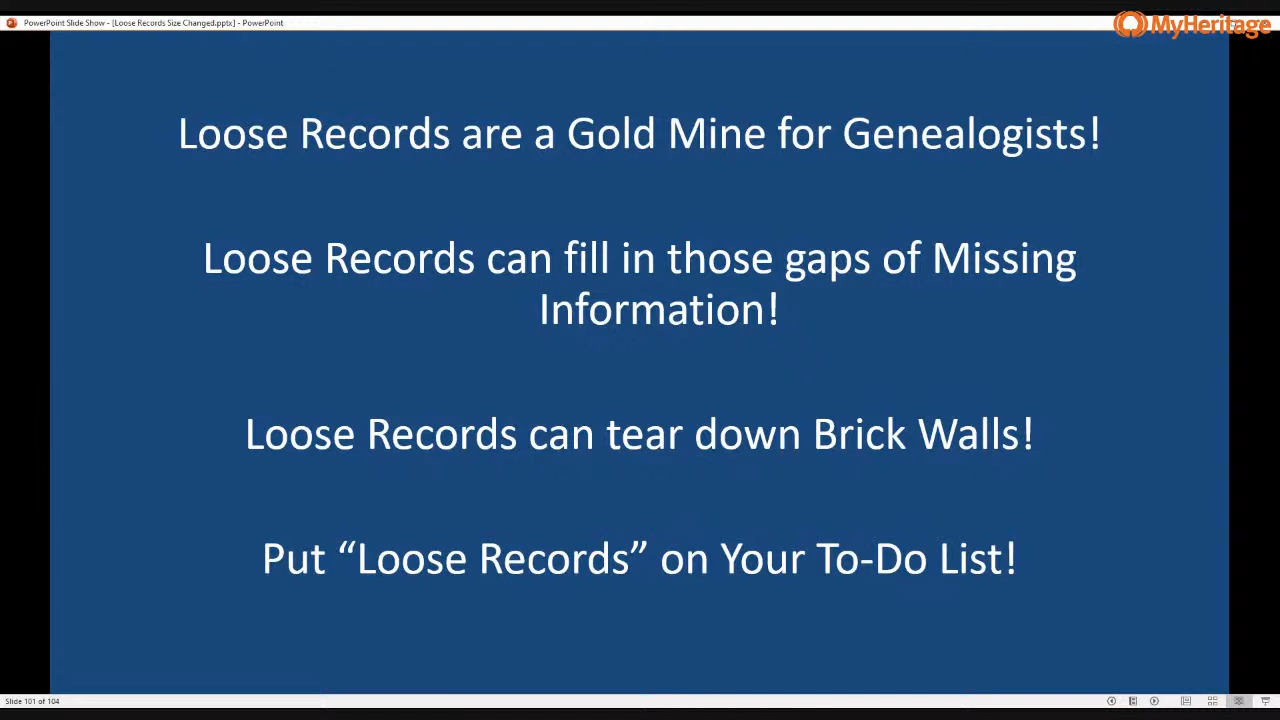 PowerPoint Slide Show - [Loose Records Size Changed.pptx] - PowerPoint
MyHeritage
Loose Records are a Gold Mine for Genealogists!
Loose Records can fill in those gaps of Missing
Information!
Loose Records can tear down Brick Walls!
Put “Loose Records” on Your To-Do List!
Slide 101 of 104